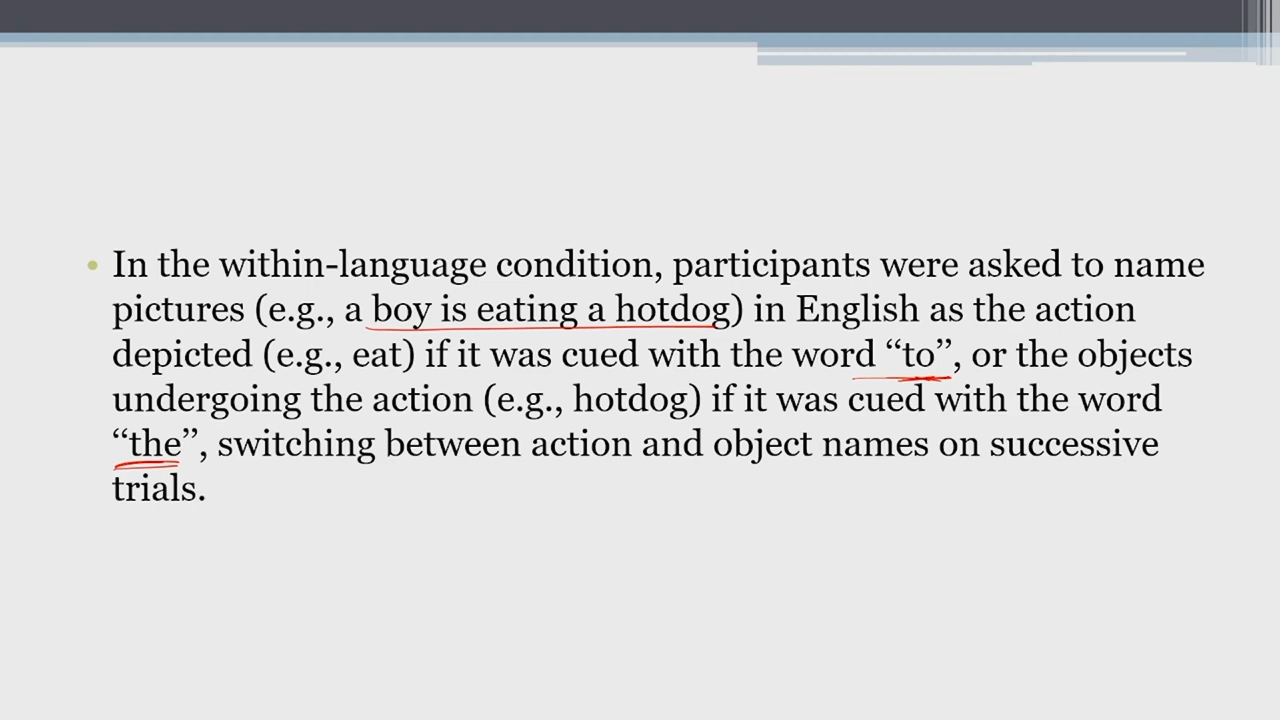 • In the within-language condition, participants were asked to name
pictures (e.g., a boy is eating a hotdog) in English as the action
depicted (e.g., eat) if it was cued with the word ‘‘to’’, or the objects
undergoing the action (e.g., hotdog) if it was cued with the word
‘‘the’’, switching between action and object names on successive
trials.